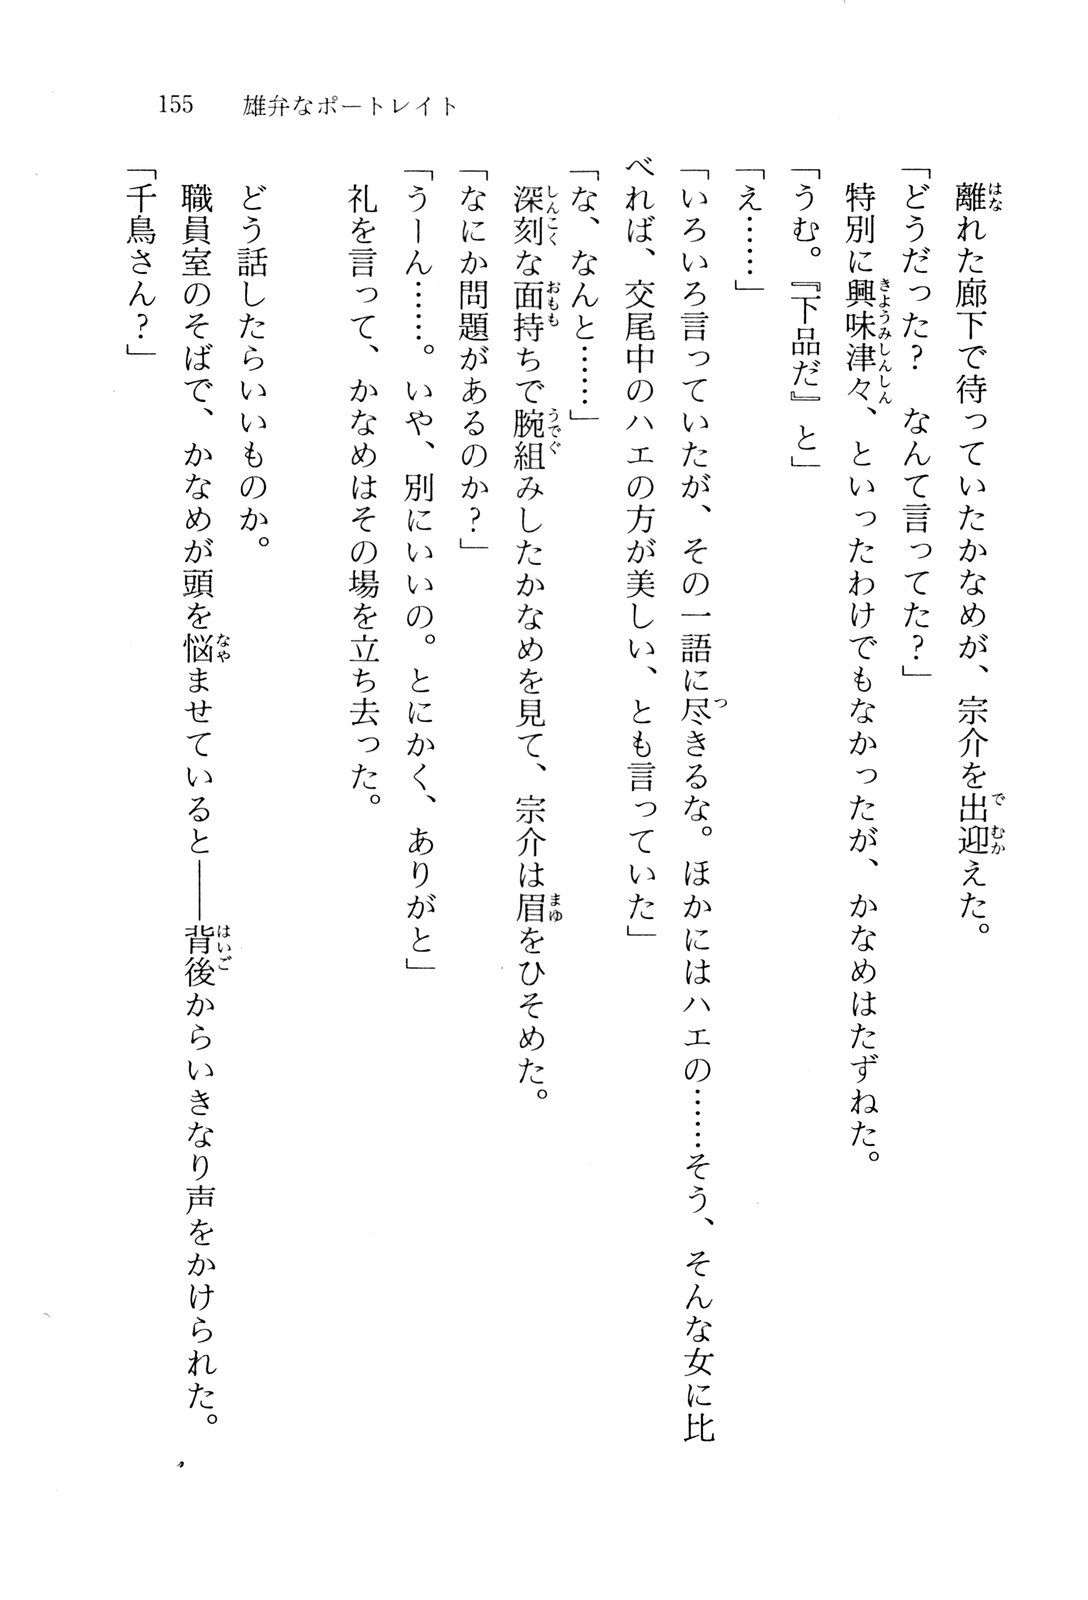 155 雄弁なポートレイト
離れた廊下で待っていたかなめが、宗介を出迎えた。
「どうだった？　なんて言ってた？」
特別に興味津々、といったわけでもなかったが、かなめはたずねた。
「うむ。『下品だ』と」
「え……」
「いろいろ言っていたが、その一語に尽きるな。ほかにはハエの……そう、そんな女に比
べれば、交尾中のハエの方が美しい、とも言っていた」
「な、なんと……」
深刻な面持ちで腕組みしたかなめを見て、宗介は眉をひそめた。
「なにか問題があるのか？」
「うーん……。いや、別にいいの。とにかく、ありがと」
礼を言って、かなめはその場を立ち去った。
どう話したらいいものか。
職員室のそばで、かなめが頭を悩ませていると――背後からいきなり声をかけられた。
「千鳥さん？」